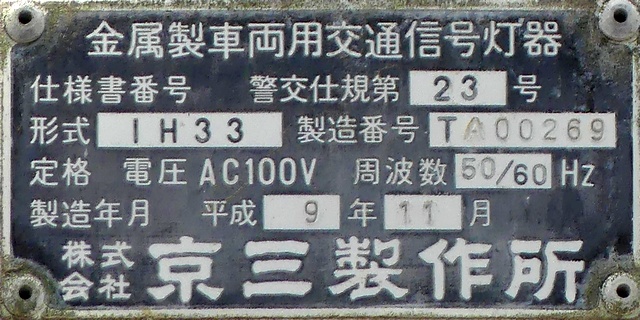 金属製車両用交通信号灯器
仕様書番号 警交仕規第 23 号
形式 1H33 製造番号 TA00269
定格 電圧 AC100V 周波数 50/60 Hz
製造年月 平成 9 年 11 月
株式会社 京三製作所